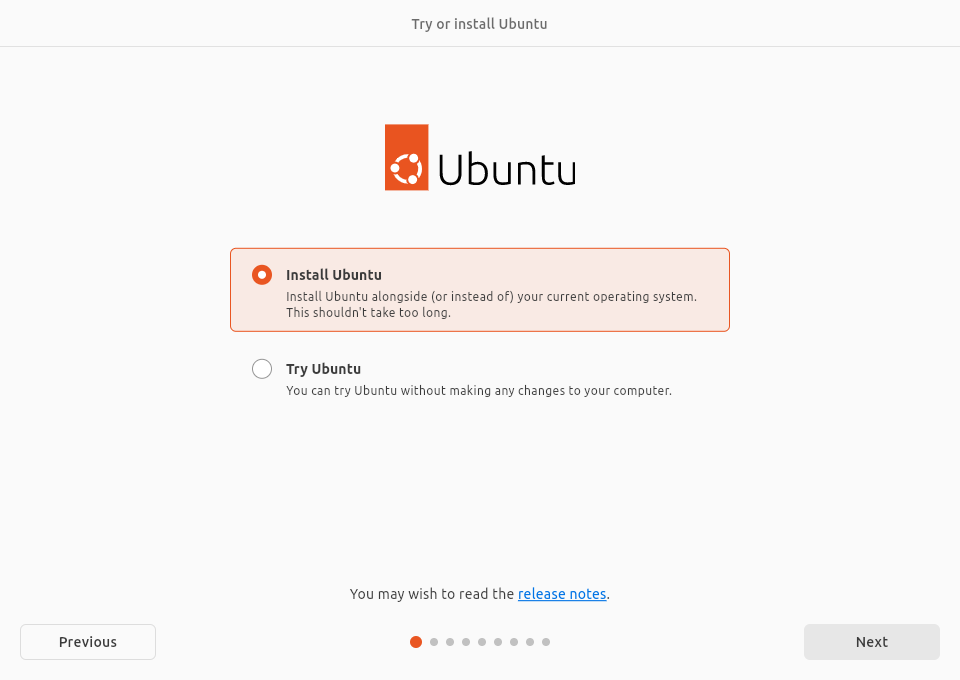 Try or install Ubuntu
Ubuntu
Install Ubuntu
Install Ubuntu alongside (or instead of) your current operating system.
This shouldn't take too long.
Try Ubuntu
You can try Ubuntu without making any changes to your computer.
You may wish to read the release notes.
Previous
Next